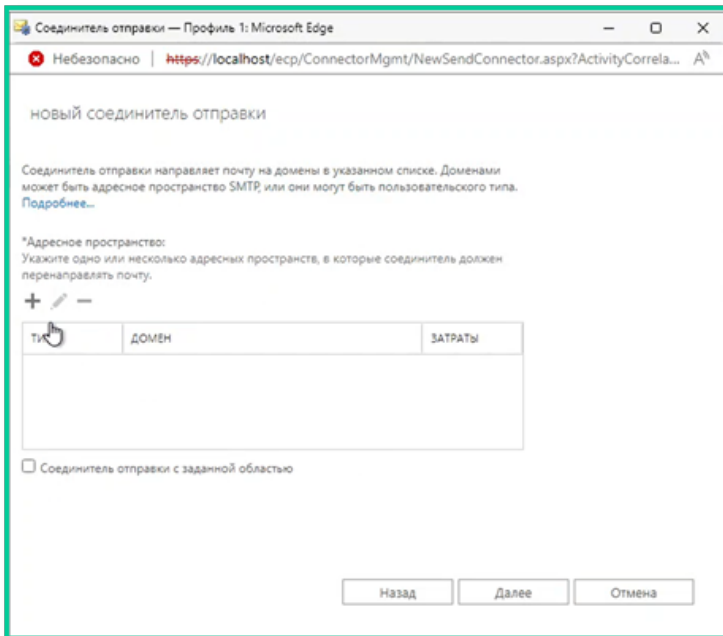 Соединитель отправки — Профиль 1: Microsoft Edge
Небезопасно | https://localhost/ecp/ConnectorMgmt/NewSendConnector.aspx?ActivityCorrela...
новый соединитель отправки
Соединитель отправки направляет почту на домены в указанном списке. Доменами
может быть адресное пространство SMTP, или они могут быть пользовательского типа.
Подробнее...
*Адресное пространство:
Укажите одно или несколько адресных пространств, в которые соединитель должен
перенаправлять почту.
ДОМЕН ЗАТРАТЫ
Соединитель отправки с заданной областью
Назад Далее Отмена